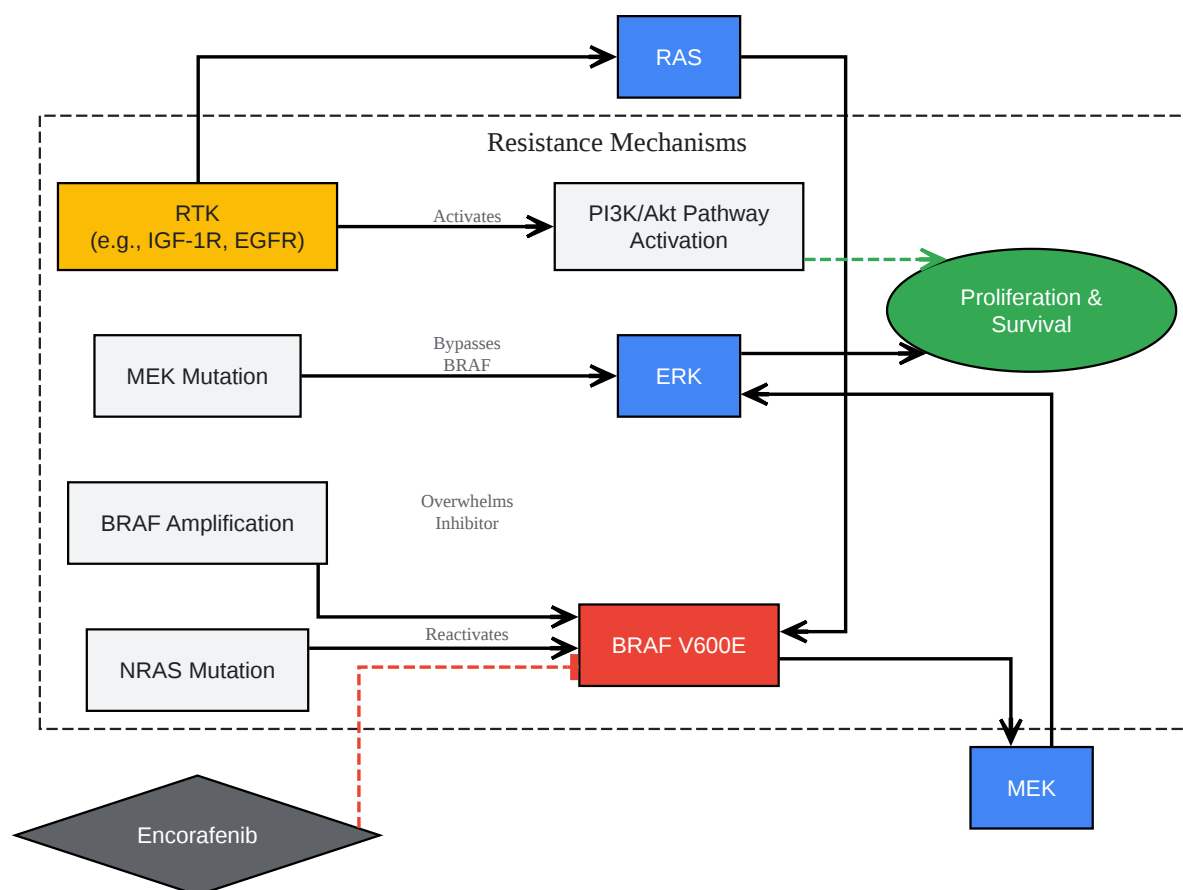 RAS
Resistance Mechanisms
RTK
(e.g., IGF-1R, EGFR)
Activates
PI3K/Akt Pathway
Activation
Proliferation &
Survival
MEK Mutation
Bypasses
BRAF
ERK
BRAF Amplification
Overwhelms
Inhibitor
NRAS Mutation
Reactivates
BRAF V600E
MEK
Encorafenib